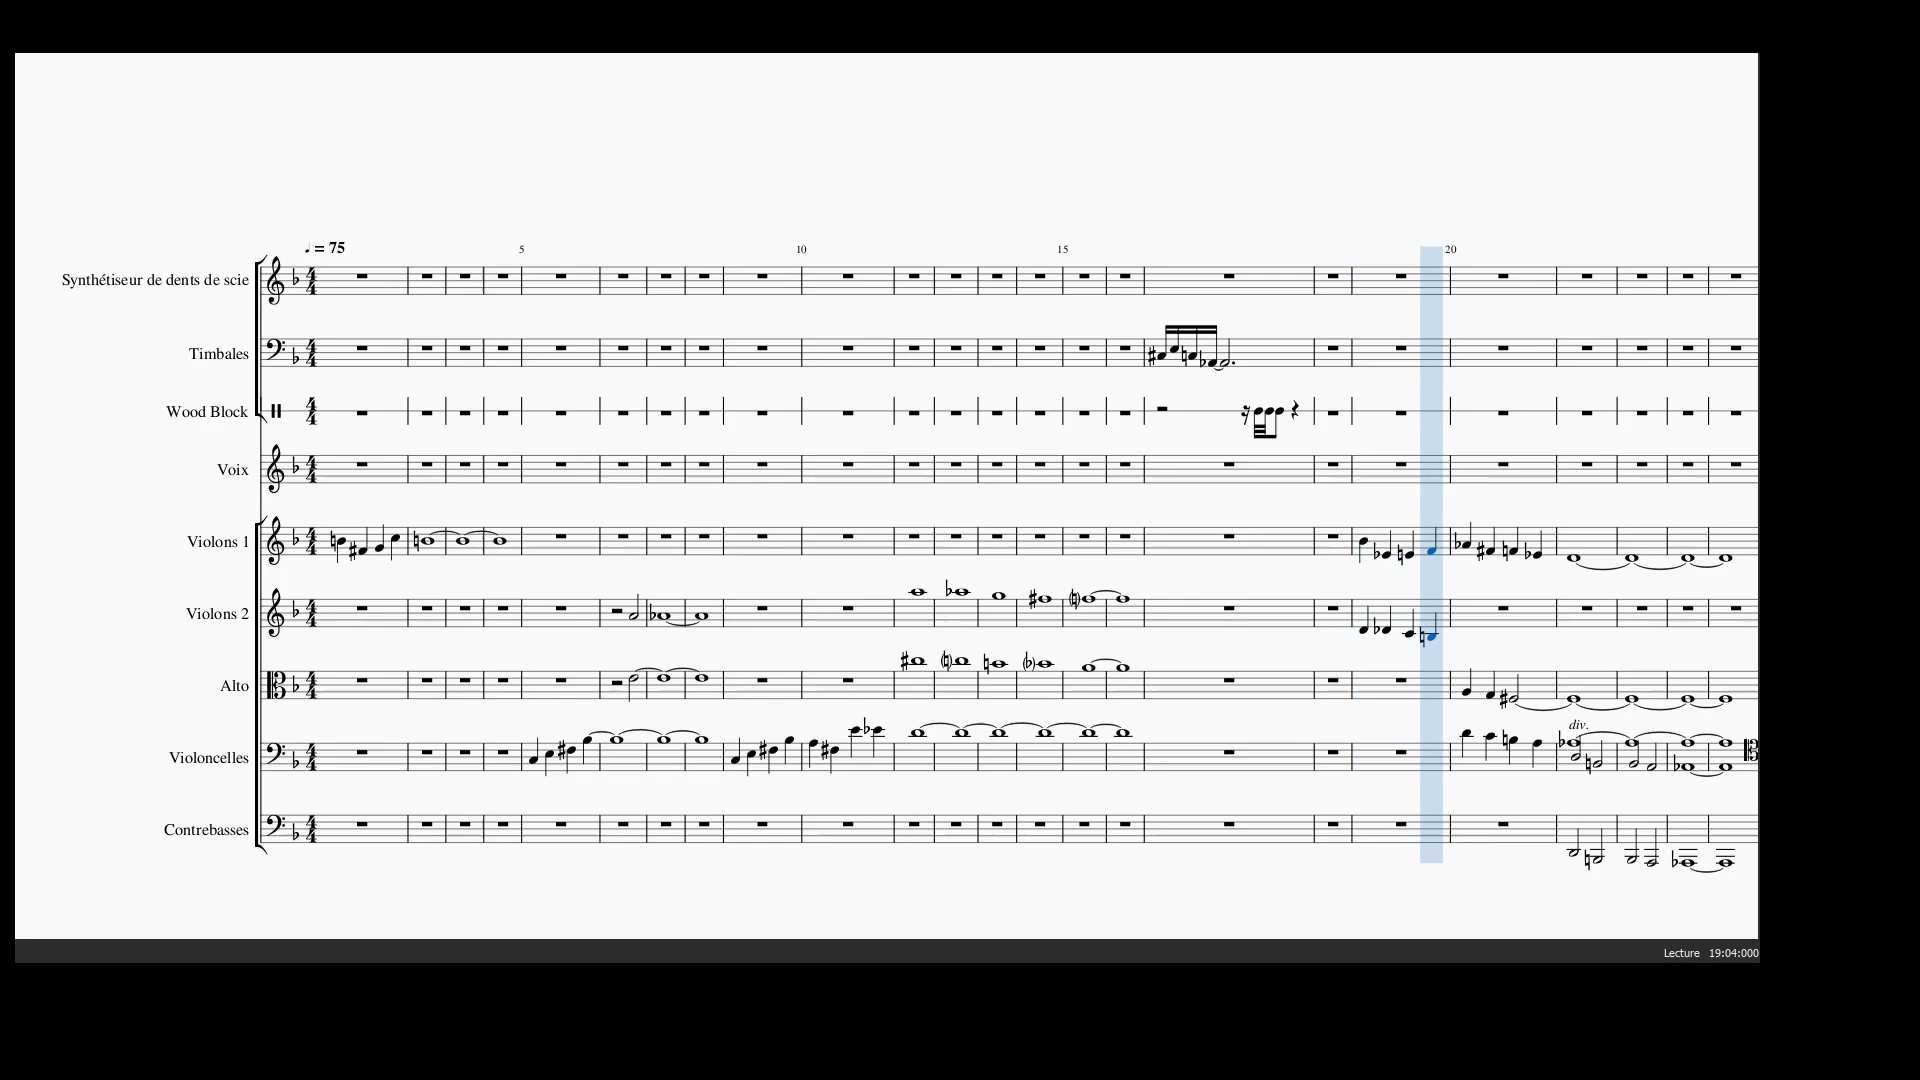 ♩ = 75
5
10
15
20
Synthétiseur de dents de scie
Timbales
Wood Block
Voix
Violons 1
Violons 2
Alto
div.
Violoncelles
Contrebasses
Lecture 19:04:000